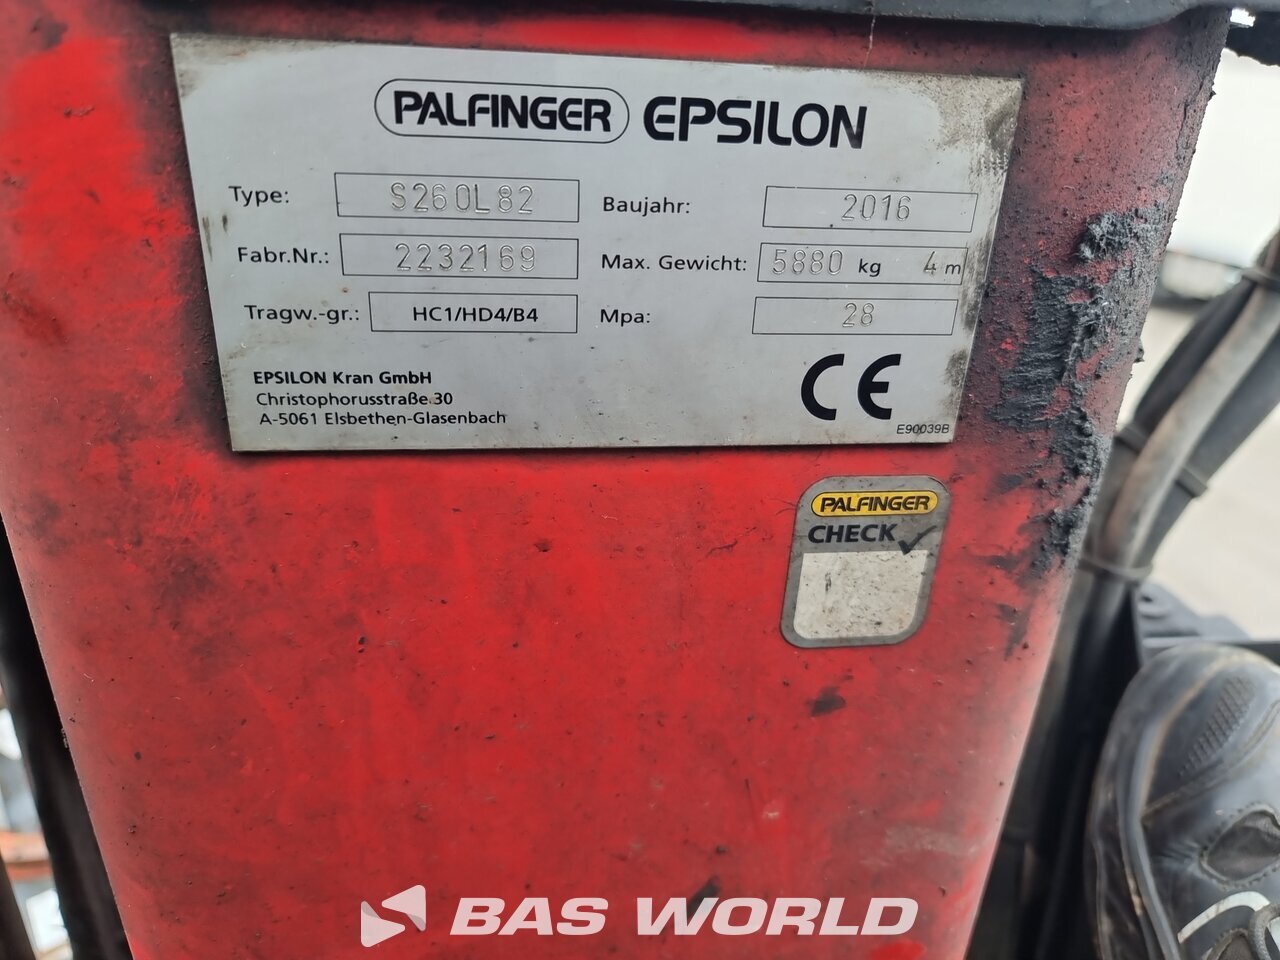 PALFINGER EPSILON
Type: S260L82 Baujahr: 2016
Fabr.Nr.: 2232169 Max. Gewicht: 5880 kg 4 m
Tragw.-gr.: HC1/HD4/B4 Mpa: 28
EPSILON Kran GmbH
Christophorusstraße 30
A-5061 Elsbethen-Glasenbach
CE
E90039B
PALFINGER
CHECK
BAS WORLD